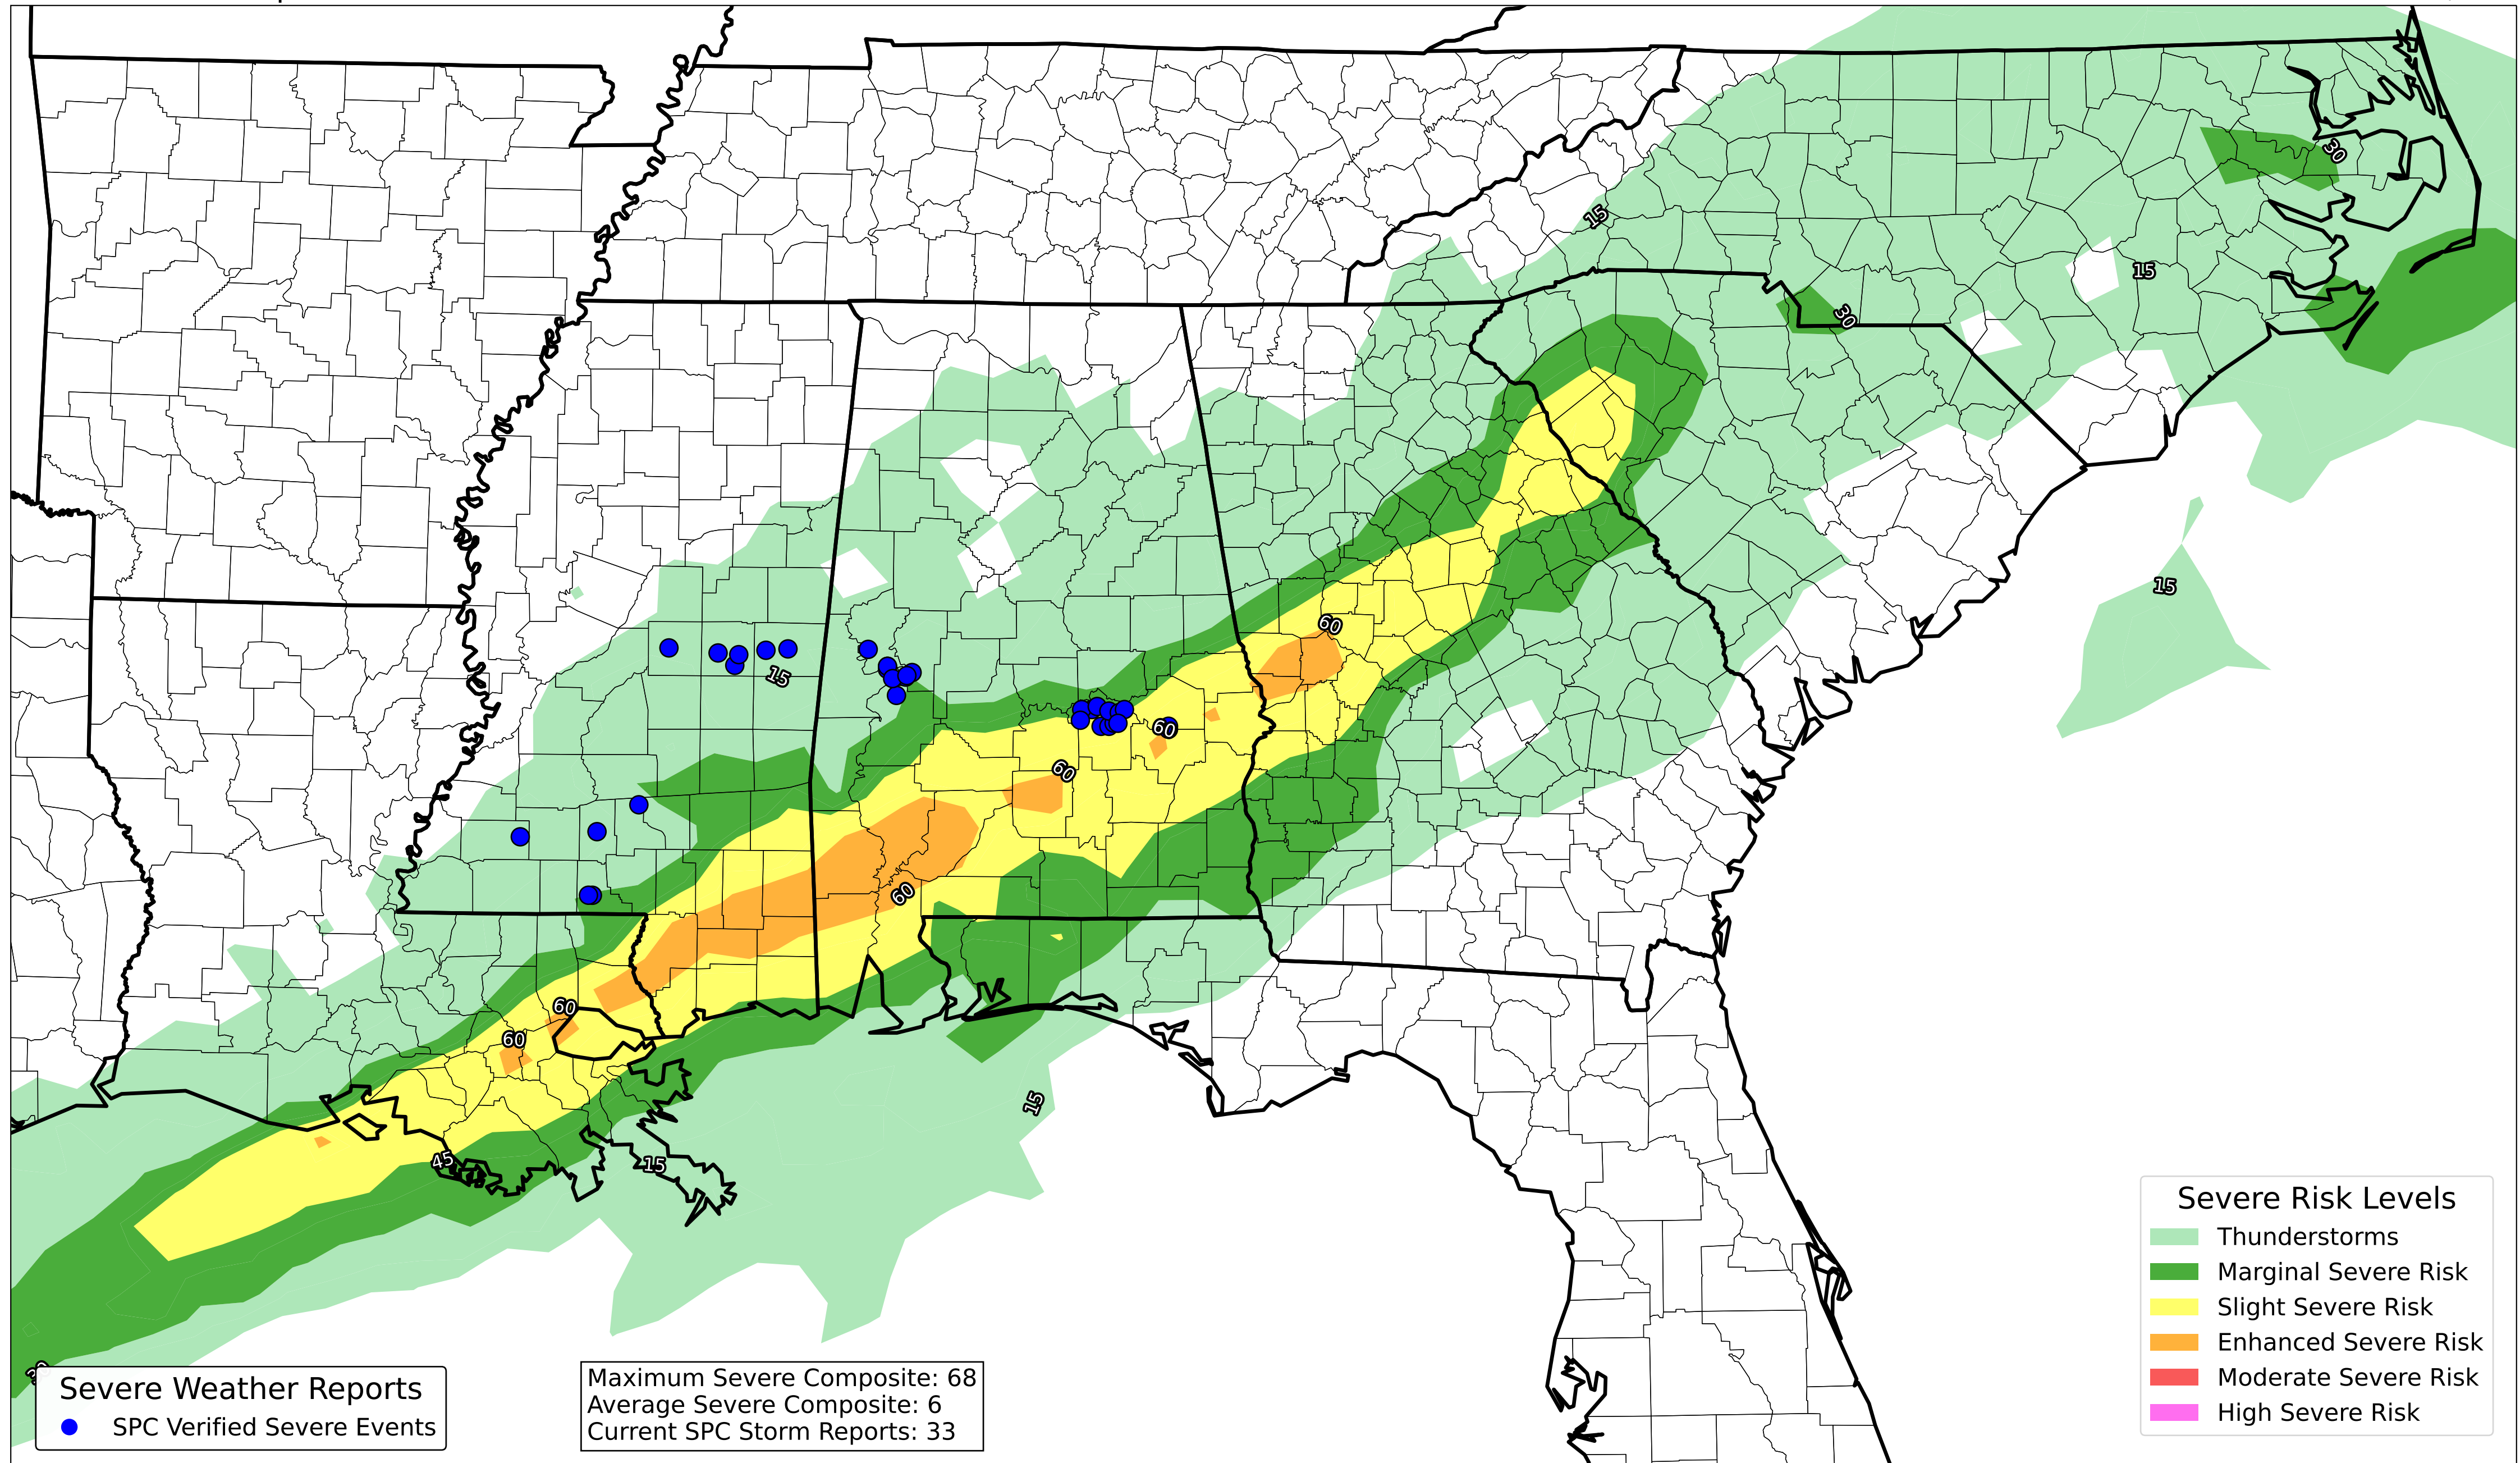 30
15
15
30
15
60
15
60
60
60
60
60
45
15
15
Severe Risk Levels
Thunderstorms
Marginal Severe Risk
Slight Severe Risk
Enhanced Severe Risk
Moderate Severe Risk
High Severe Risk
Severe Weather Reports
SPC Verified Severe Events
Maximum Severe Composite: 68
Average Severe Composite: 6
Current SPC Storm Reports: 33